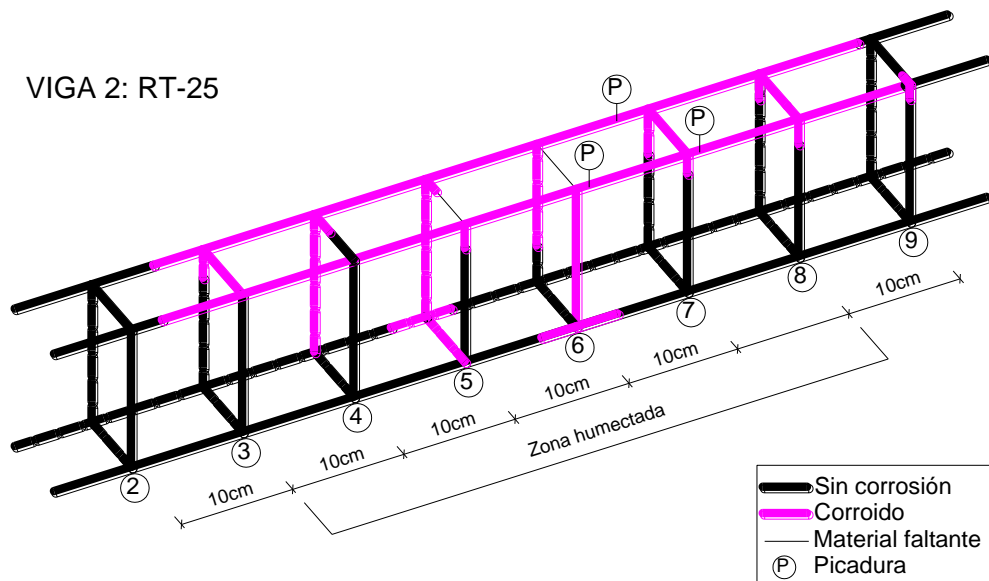 VIGA 2: RT-25
P
P
P
2
3
4
5
6
7
8
9
10cm
10cm
10cm
10cm
10cm
10cm
10cm
Zona humectada
Sin corrosión
Corroido
Material faltante
P Picadura